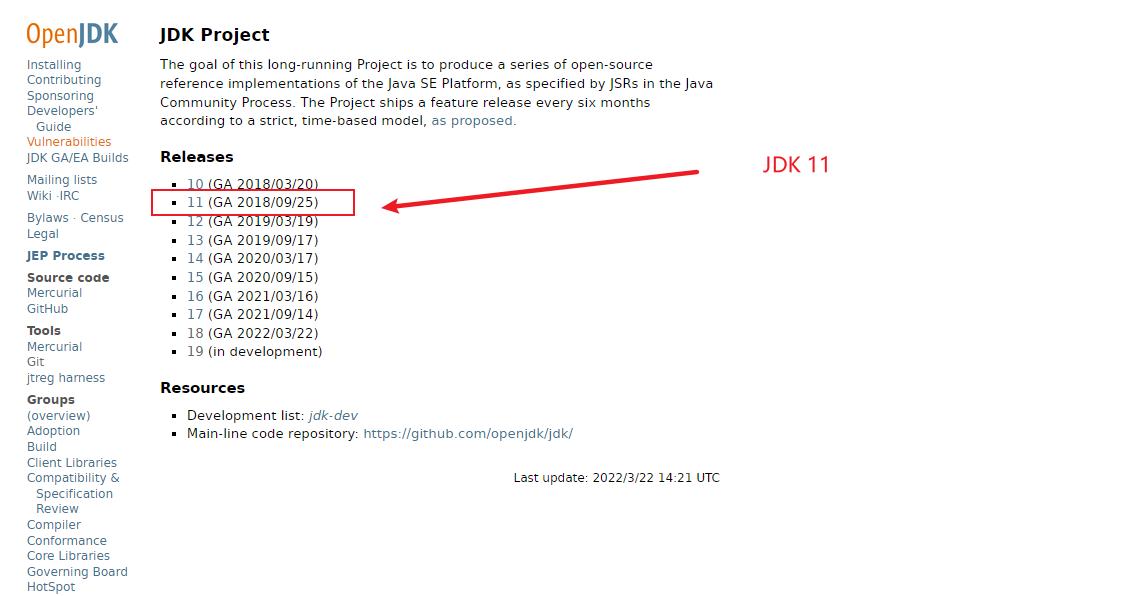 OpenJDK
Installing
Contributing
Sponsoring
Developers'
Guide
Vulnerabilities
JDK GA/EA Builds
Mailing lists
Wiki ·IRC
Bylaws · Census
Legal
JEP Process
Source code
Mercurial
GitHub
Tools
Mercurial
Git
jtreg harness
Groups
(overview)
Adoption
Build
Client Libraries
Compatibility &
Specification
Review
Compiler
Conformance
Core Libraries
Governing Board
HotSpot
JDK Project
The goal of this long-running Project is to produce a series of open-source
reference implementations of the Java SE Platform, as specified by JSRs in the Java
Community Process. The Project ships a feature release every six months
according to a strict, time-based model, as proposed.
Releases
10 (GA 2018/03/20)
11 (GA 2018/09/25)
12 (GA 2019/03/19)
13 (GA 2019/09/17)
14 (GA 2020/03/17)
15 (GA 2020/09/15)
16 (GA 2021/03/16)
17 (GA 2021/09/14)
18 (GA 2022/03/22)
19 (in development)
JDK 11
Resources
Development list: jdk-dev
Main-line code repository: https://github.com/openjdk/jdk/
Last update: 2022/3/22 14:21 UTC